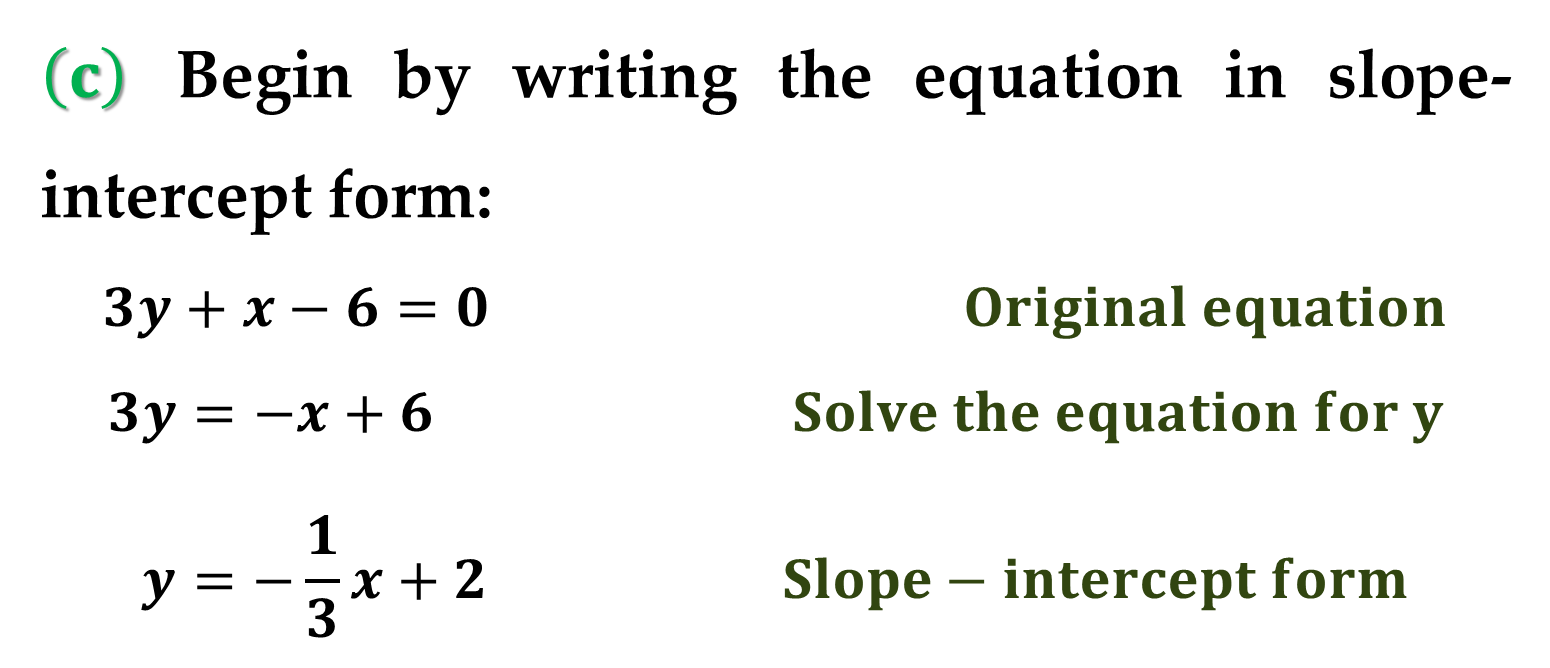 (c) Begin by writing the equation in slope-
intercept form:
3y + x − 6 = 0 Original equation
3y = −x + 6 Solve the equation for y
y = −1/3 x + 2 Slope − intercept form